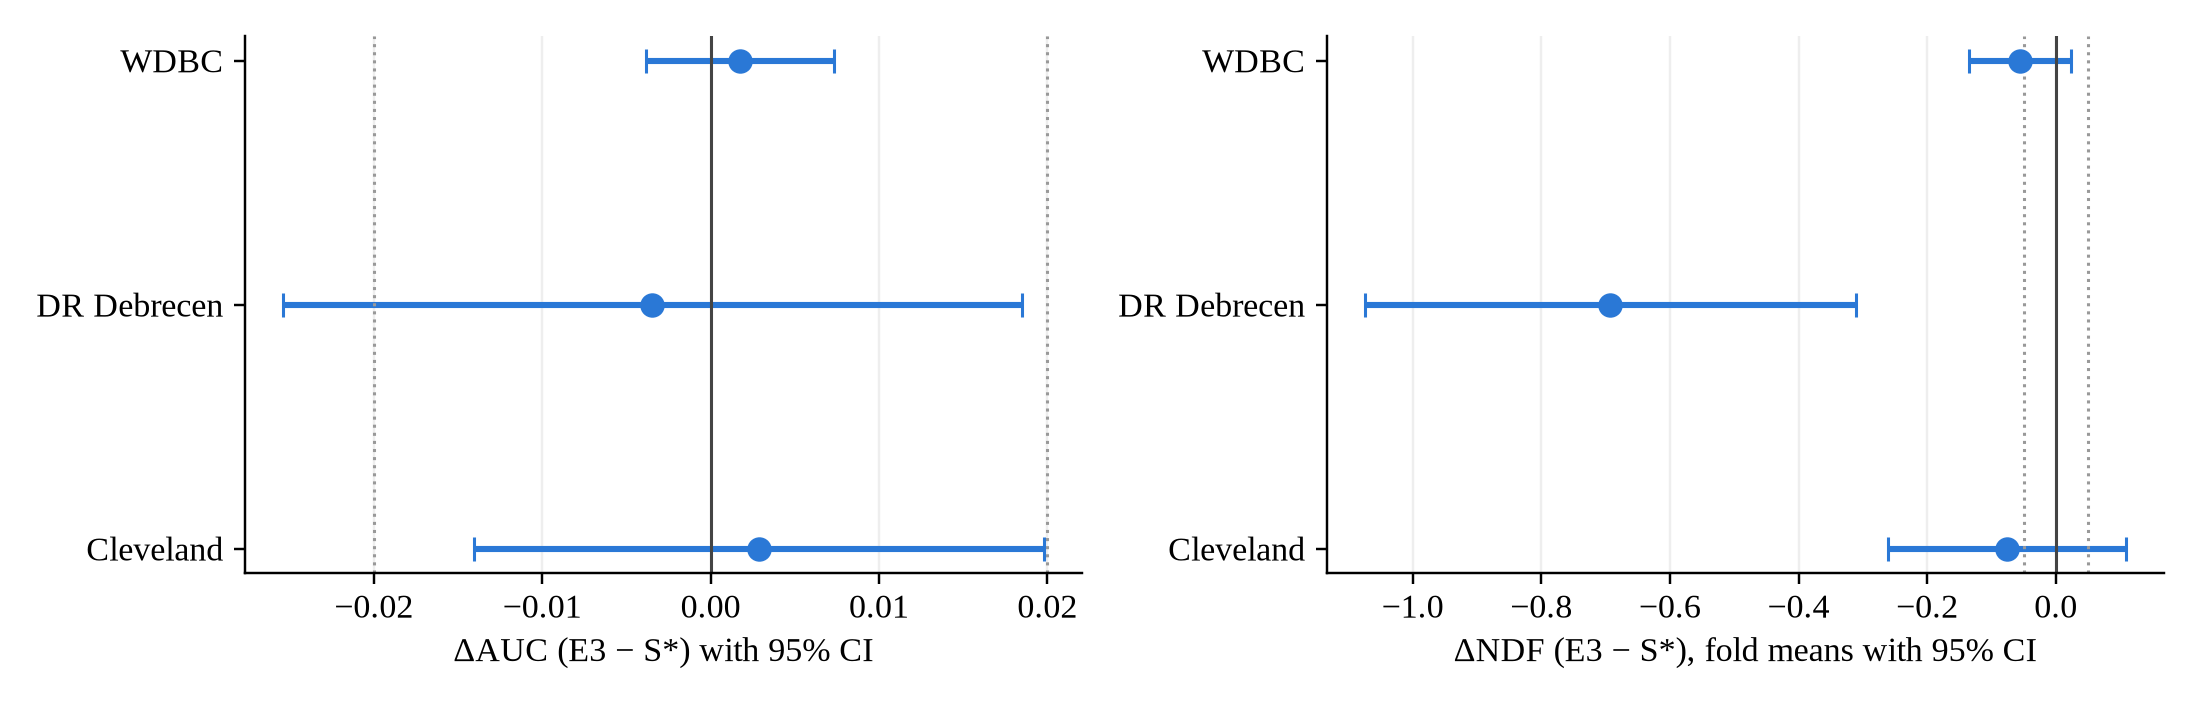 WDBC
DR Debrecen
Cleveland
−0.02 −0.01 0.00 0.01 0.02
ΔAUC (E3 − S*) with 95% CI
WDBC
DR Debrecen
Cleveland
−1.0 −0.8 −0.6 −0.4 −0.2 0.0
ΔNDF (E3 − S*), fold means with 95% CI